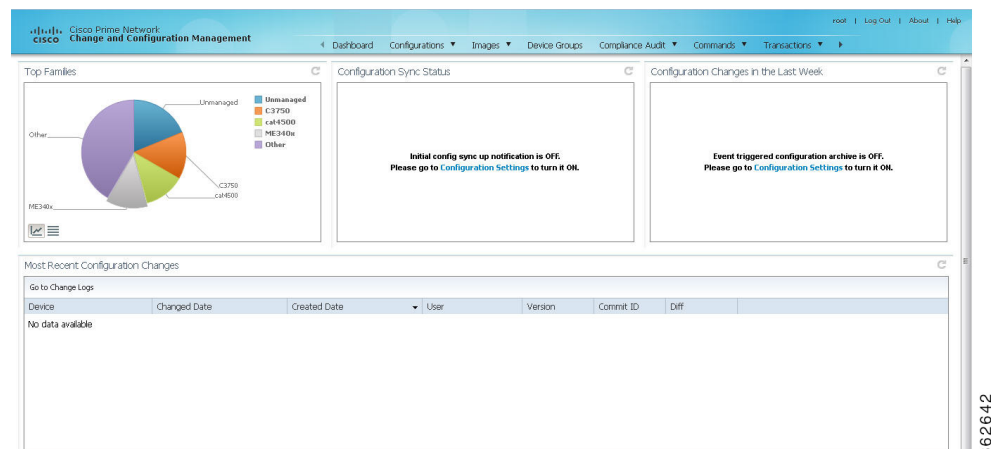 root | Log Out | About | Help
CISCO
Cisco Prime Network
Change and Configuration Management
Dashboard Configurations Images Device Groups Compliance Audit Commands Transactions
Top Families
Unmanaged
Other
C3750
cat4500
ME340x
Unmanaged
C3750
cat4500
ME340x
Other
Configuration Sync Status
Initial config sync up notification is OFF.
Please go to Configuration Settings to turn it ON.
Configuration Changes in the Last Week
Event triggered configuration archive is OFF.
Please go to Configuration Settings to turn it ON.
Most Recent Configuration Changes
Go to Change Logs
Device Changed Date Created Date User Version Commit ID Diff
No data available